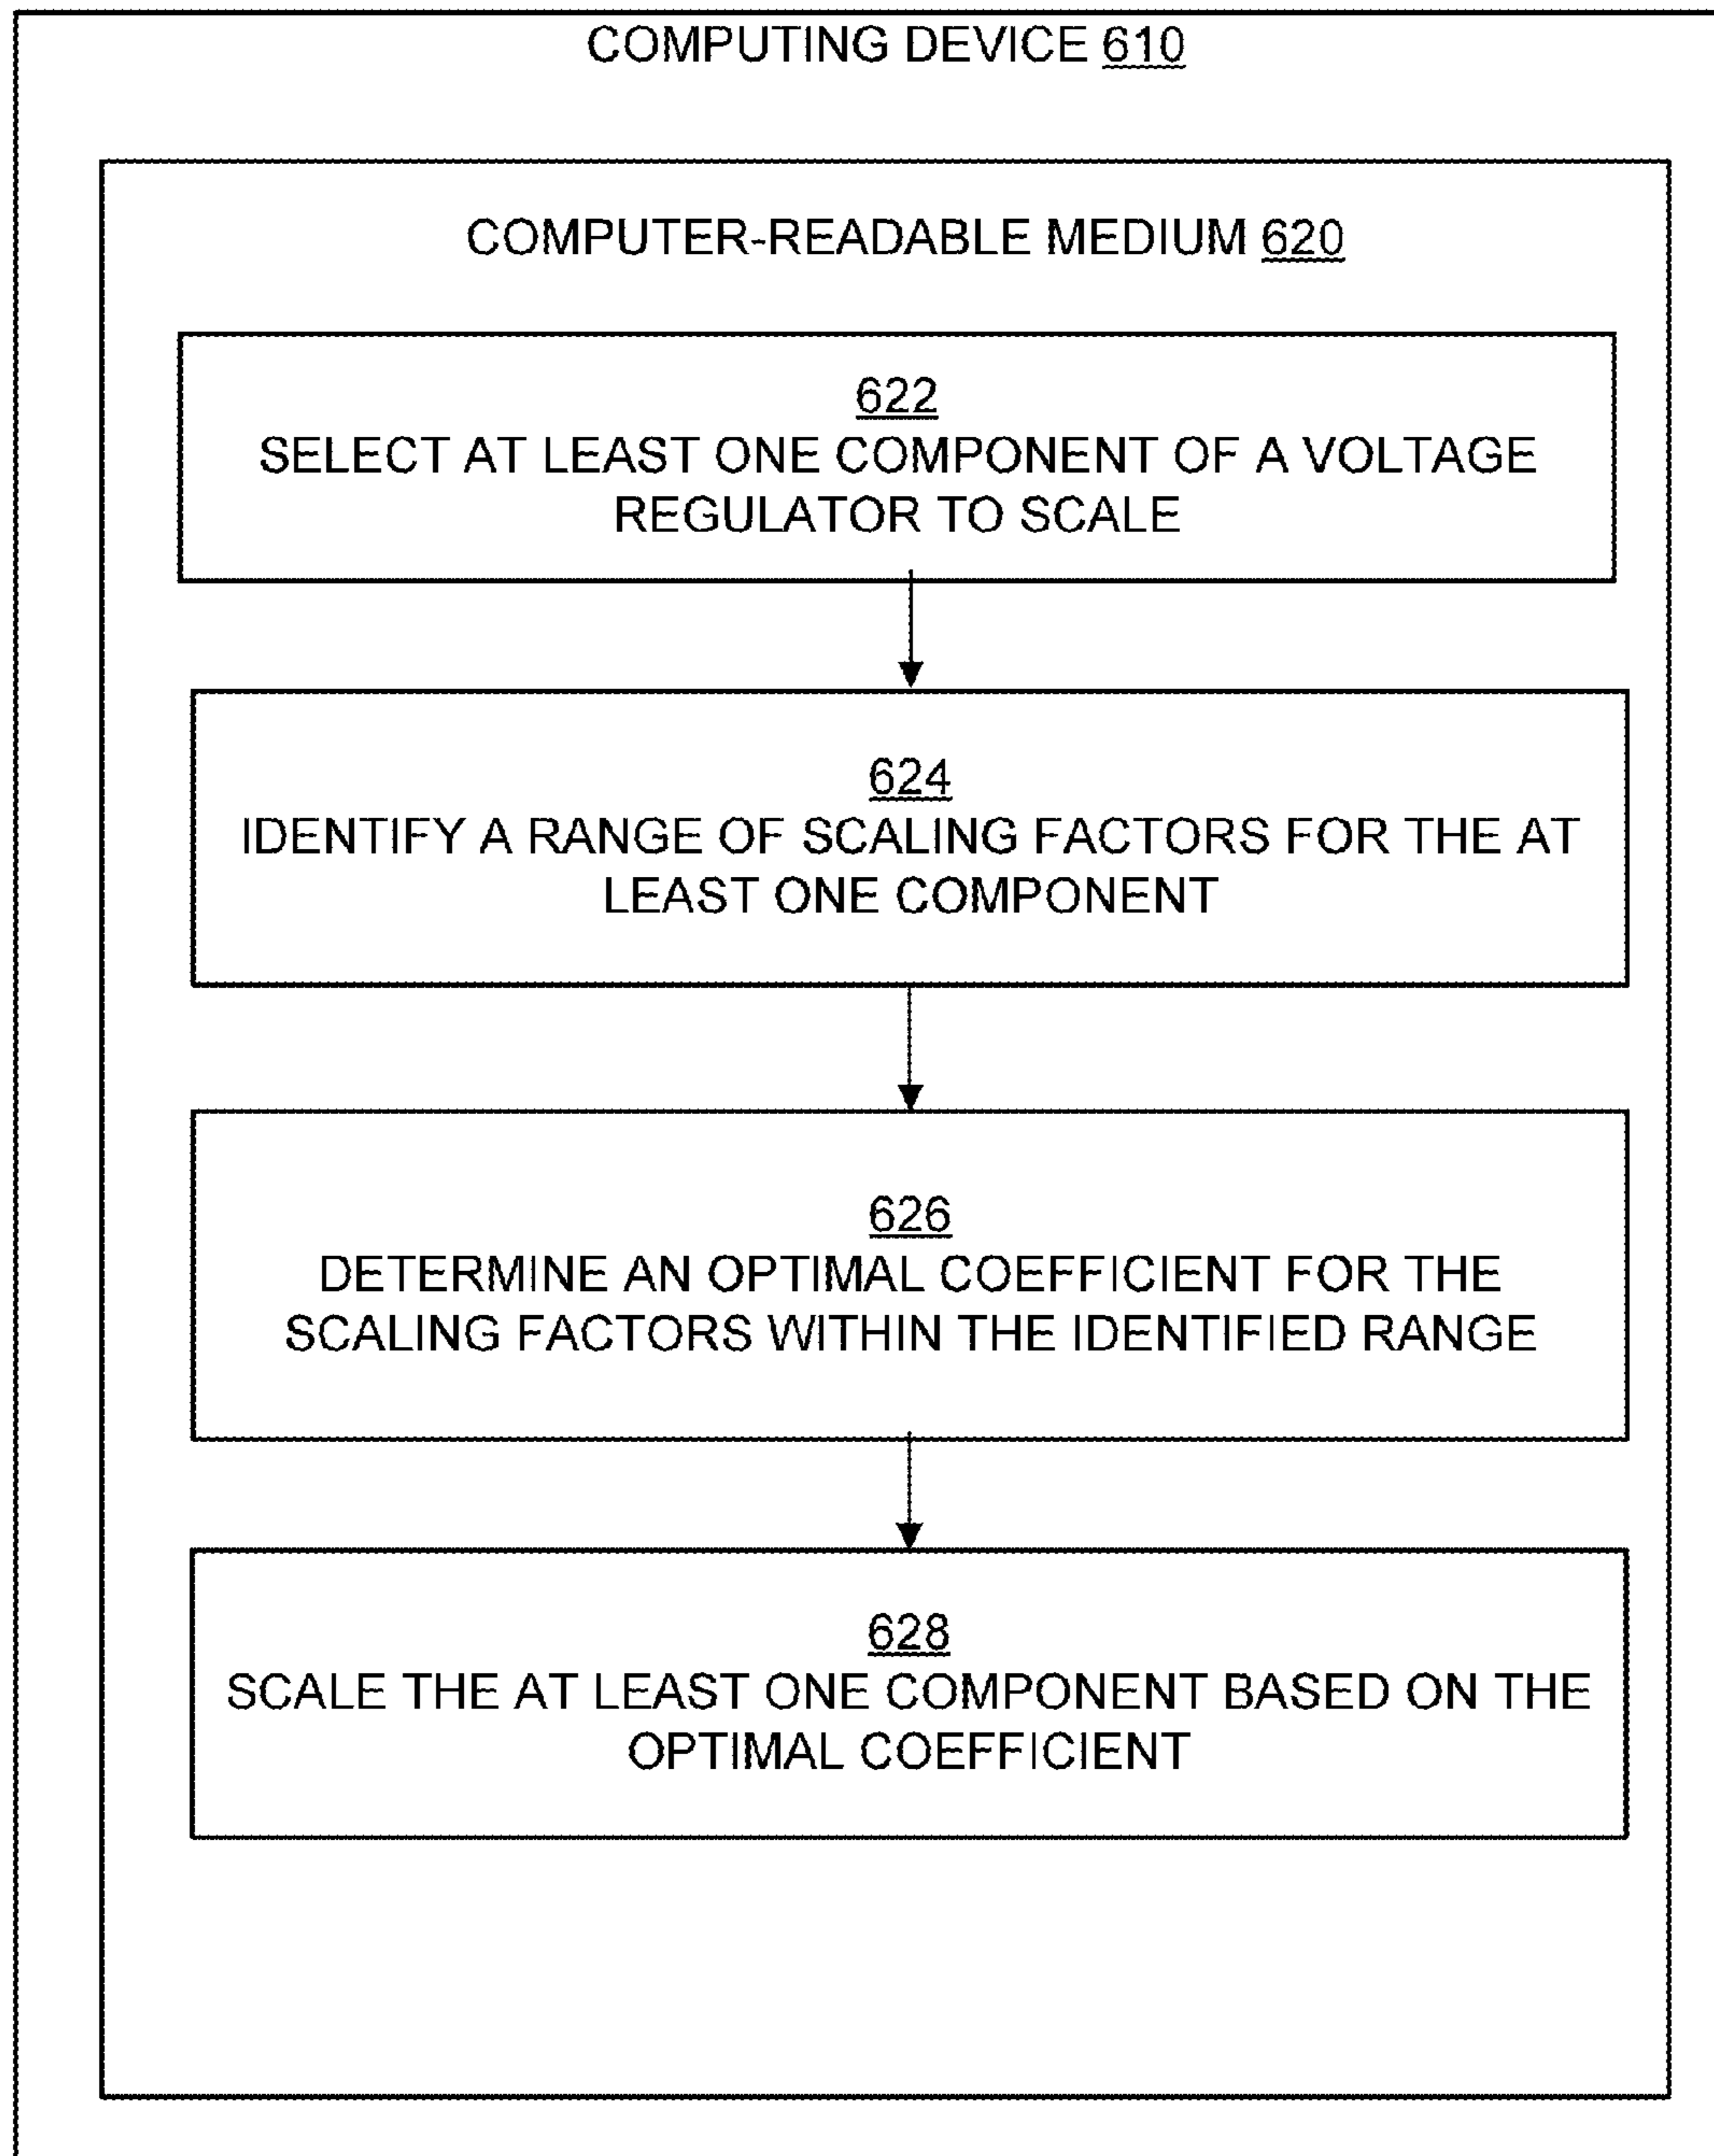 COMPUTING DEVICE 610
COMPUTER-READABLE MEDIUM 620
622
SELECT AT LEAST ONE COMPONENT OF A VOLTAGE
REGULATOR TO SCALE
624
IDENTIFY A RANGE OF SCALING FACTORS FOR THE AT
LEAST ONE COMPONENT
626
DETERMINE AN OPTIMAL COEFFICIENT FOR THE
SCALING FACTORS WITHIN THE IDENTIFIED RANGE
628
SCALE THE AT LEAST ONE COMPONENT BASED ON THE
OPTIMAL COEFFICIENT